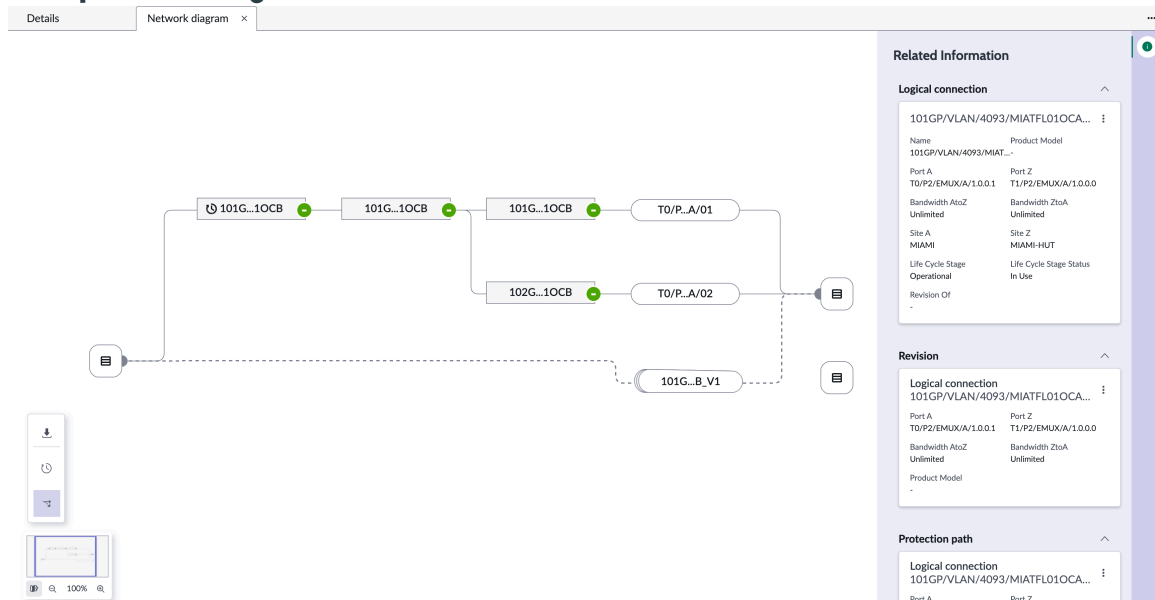 Details
Network diagram ×
Related Information
Logical connection
101GP/VLAN/4093/MIATFL01OCA...
Name Product Model
101GP/VLAN/4093/MIAT... -
Port A Port Z
T0/P2/EMUX/A/1.0.0.1 T1/P2/EMUX/A/1.0.0.0
Bandwidth AtoZ Bandwidth ZtoA
Unlimited Unlimited
Site A Site Z
MIAMI MIAMI-HUT
Life Cycle Stage Life Cycle Stage Status
Operational In Use
Revision Of
-
101G...1OCB
101G...1OCB
101G...1OCB
T0/P...A/01
102G...1OCB
T0/P...A/02
101G...B_V1
Revision
Logical connection
101GP/VLAN/4093/MIATFL01OCA...
Port A Port Z
T0/P2/EMUX/A/1.0.0.1 T1/P2/EMUX/A/1.0.0.0
Bandwidth AtoZ Bandwidth ZtoA
Unlimited Unlimited
Product Model
-
Protection path
Logical connection
101GP/VLAN/4093/MIATFL01OCA...
Port A Port Z
100%